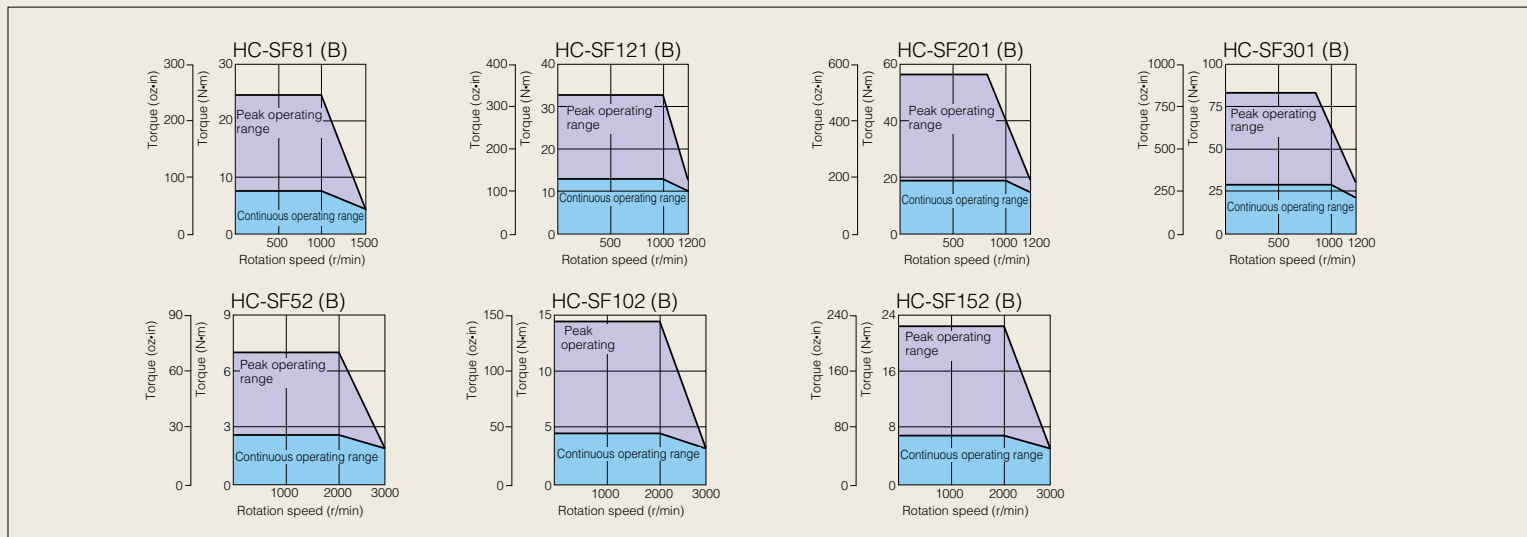 HC-SF81 (B)
Torque (oz•in)
300
200
100
0
Torque (N•m)
30
20
10
0
Peak operating
range
Continuous operating range
500 1000 1500
Rotation speed (r/min)
HC-SF121 (B)
Torque (oz•in)
400
300
200
100
0
Torque (N•m)
40
30
20
10
0
Peak operating
range
Continuous operating range
500 1000 1200
Rotation speed (r/min)
HC-SF201 (B)
Torque (oz•in)
600
400
200
0
Torque (N•m)
60
40
20
0
Peak operating
range
Continuous operating range
500 1000 1200
Rotation speed (r/min)
HC-SF301 (B)
Torque (oz•in)
1000
750
500
250
0
Torque (N•m)
100
75
50
25
0
Peak operating
range
Continuous operating range
500 1000 1200
Rotation speed (r/min)
HC-SF52 (B)
Torque (oz•in)
90
60
30
0
Torque (N•m)
9
6
3
0
Peak operating
range
Continuous operating range
1000 2000 3000
Rotation speed (r/min)
HC-SF102 (B)
Torque (oz•in)
150
100
50
0
Torque (N•m)
15
10
5
0
Peak
operating
Continuous operating range
1000 2000 3000
Rotation speed (r/min)
HC-SF152 (B)
Torque (oz•in)
240
160
80
0
Torque (N•m)
24
16
8
0
Peak operating
range
Continuous operating range
1000 2000 3000
Rotation speed (r/min)